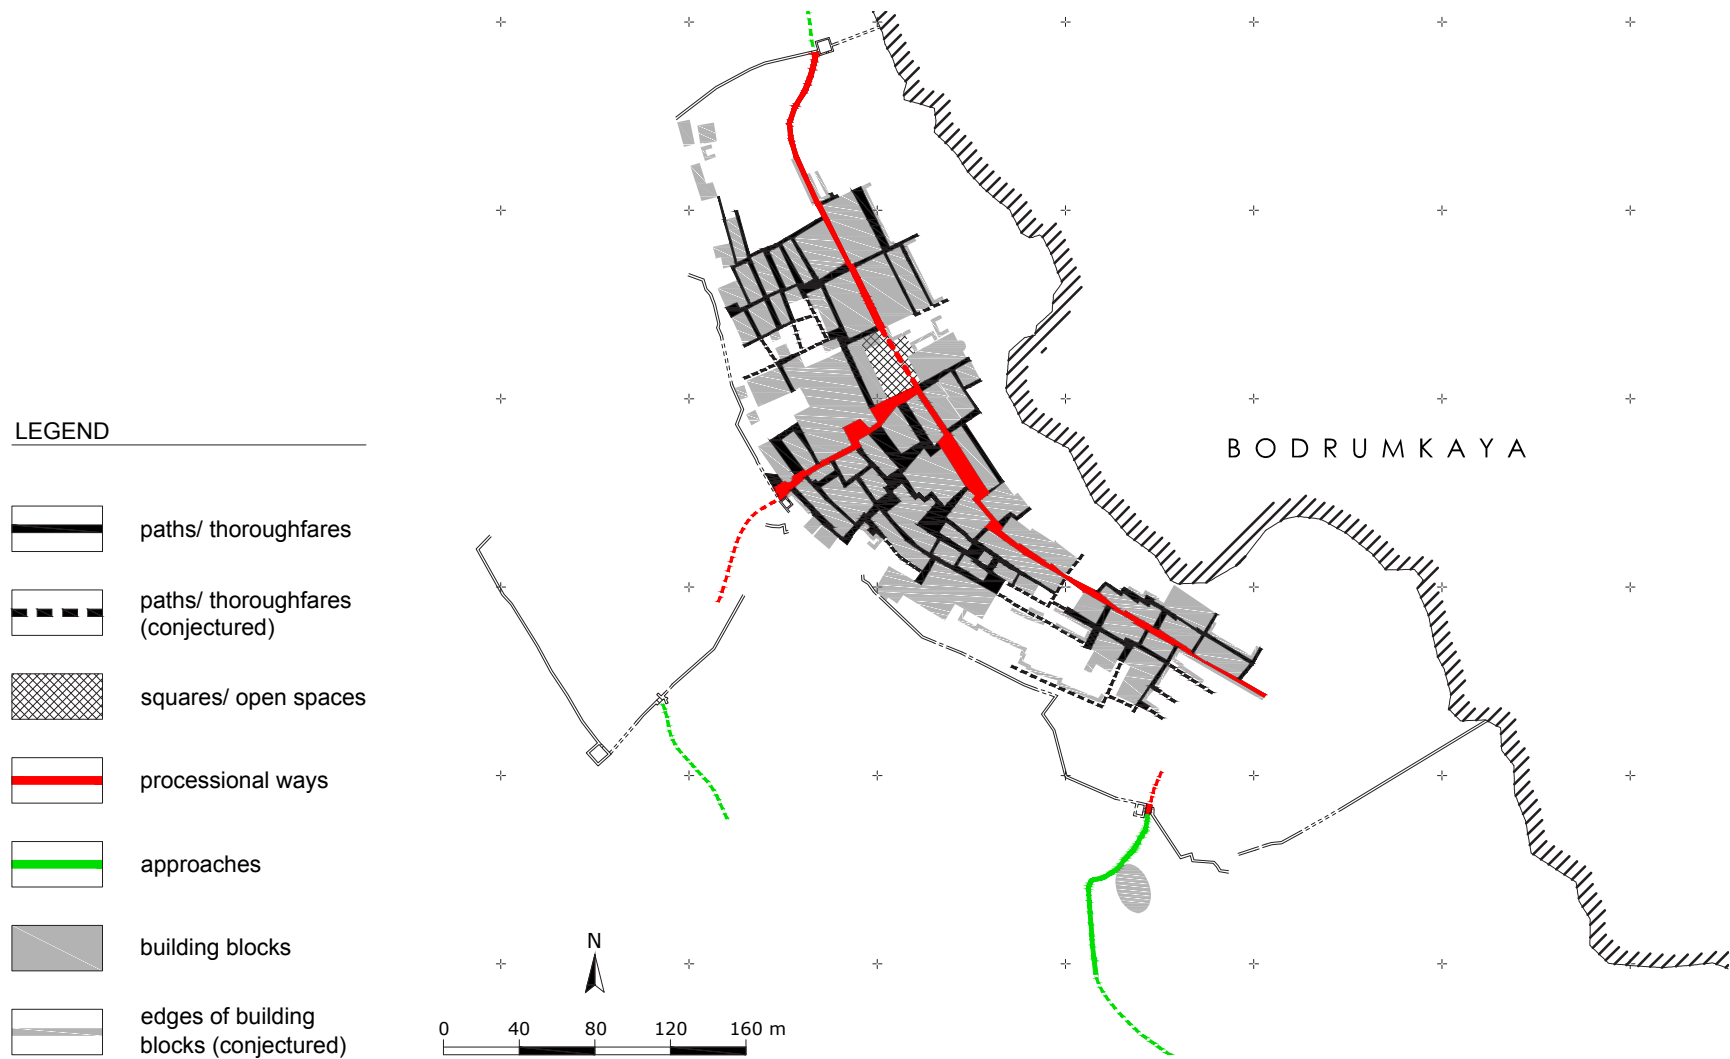 LEGEND
paths/ thoroughfares
paths/ thoroughfares
(conjectured)
squares/ open spaces
processional ways
approaches
building blocks
edges of building
blocks (conjectured)
BODRUMKAYA
N
0 40 80 120 160 m